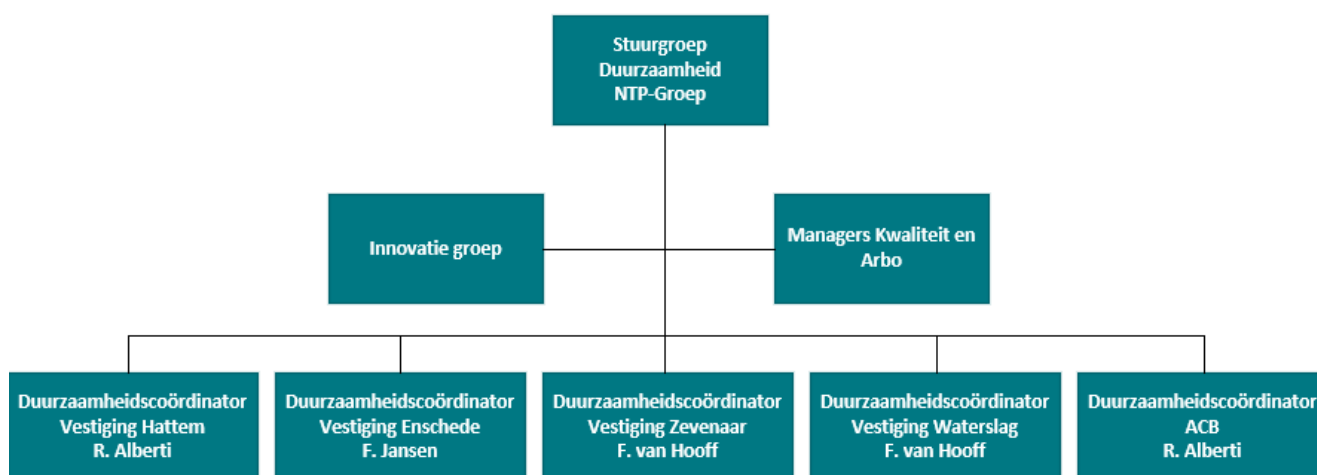 Stuurgroep
Duurzaamheid
NTP-Groep
Innovatie groep
Managers Kwaliteit en
Arbo
Duurzaamheidscoördinator
Vestiging Hattem
R. Alberti
Duurzaamheidscoördinator
Vestiging Enschede
F. Jansen
Duurzaamheidscoördinator
Vestiging Zevenaar
F. van Hooff
Duurzaamheidscoördinator
Vestiging Waterslag
F. van Hooff
Duurzaamheidscoördinator
ACB
R. Alberti